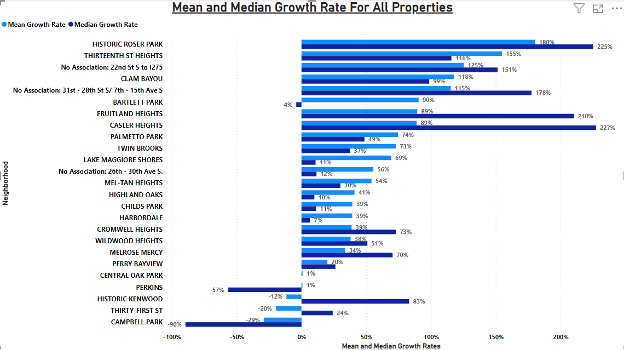 Mean and Median Growth Rate For All Properties
Mean Growth Rate Median Growth Rate
HISTORIC ROSER PARK 180% 225%
THIRTEENTH ST HEIGHTS 155% 116%
No Association: 22nd St S to I275 125% 151%
CLAM BAYOU 118% 99%
No Association: 31st - 28th St S/ 7th - 15th Ave S 115% 178%
BARTLETT PARK 90% -4%
FRUITLAND HEIGHTS 89% 210%
CASLER HEIGHTS 89% 227%
PALMETTO PARK 74% 49%
TWIN BROOKS 73% 37%
LAKE MAGGIORE SHORES 69% 11%
No Association: 26th - 30th Ave S. 56% 12%
MEL-TAN HEIGHTS 54% 30%
HIGHLAND OAKS 41% 10%
CHILDS PARK 39% 11%
HARBORDALE 39% 7%
CROMWELL HEIGHTS 39% 73%
WILDWOOD HEIGHTS 38% 51%
MELROSE MERCY 34% 70%
PERRY BAYVIEW 20%
CENTRAL OAK PARK 1%
PERKINS 1% -57%
HISTORIC KENWOOD -12% 83%
THIRTY-FIRST ST -20% 24%
CAMPBELL PARK -29% -90%
Neighborhood
-100% -50% 0% 50% 100% 150% 200%
Mean and Median Growth Rates